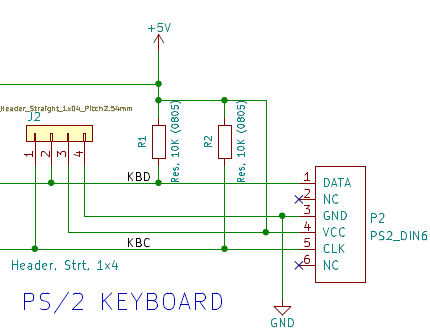 +5V
Header_Straight_1x04_Pitch2.54mm
J2
1
2
3
4
R1
Res, 10K (0805)
R2
Res, 10K (0805)
KBD
KBC
1 DATA
2 NC
3 GND
4 VCC
5 CLK
6 NC
P2
PS2_DIN6
Header, Strt, 1x4
PS/2 KEYBOARD
GND